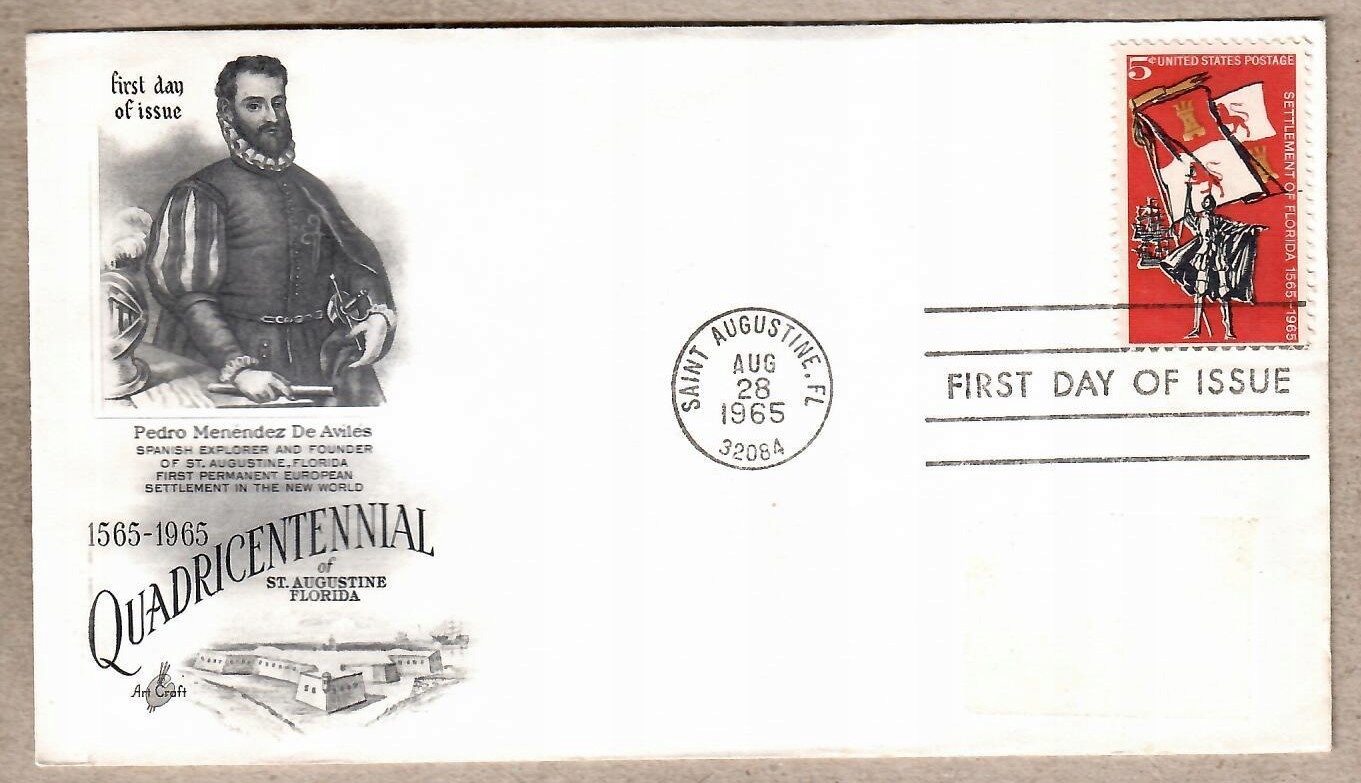 first day
of issue
Pedro Menéndez De Aviles
SPANISH EXPLORER AND FOUNDER
OF ST. AUGUSTINE, FLORIDA
FIRST PERMANENT EUROPEAN
SETTLEMENT IN THE NEW WORLD
1565-1965
QUADRICENTENNIAL
of
ST. AUGUSTINE
FLORIDA
Art Craft
SAINT AUGUSTINE, FL
AUG
28
1965
32084
5¢ UNITED STATES POSTAGE
SETTLEMENT OF FLORIDA 1565-1965
FIRST DAY OF ISSUE